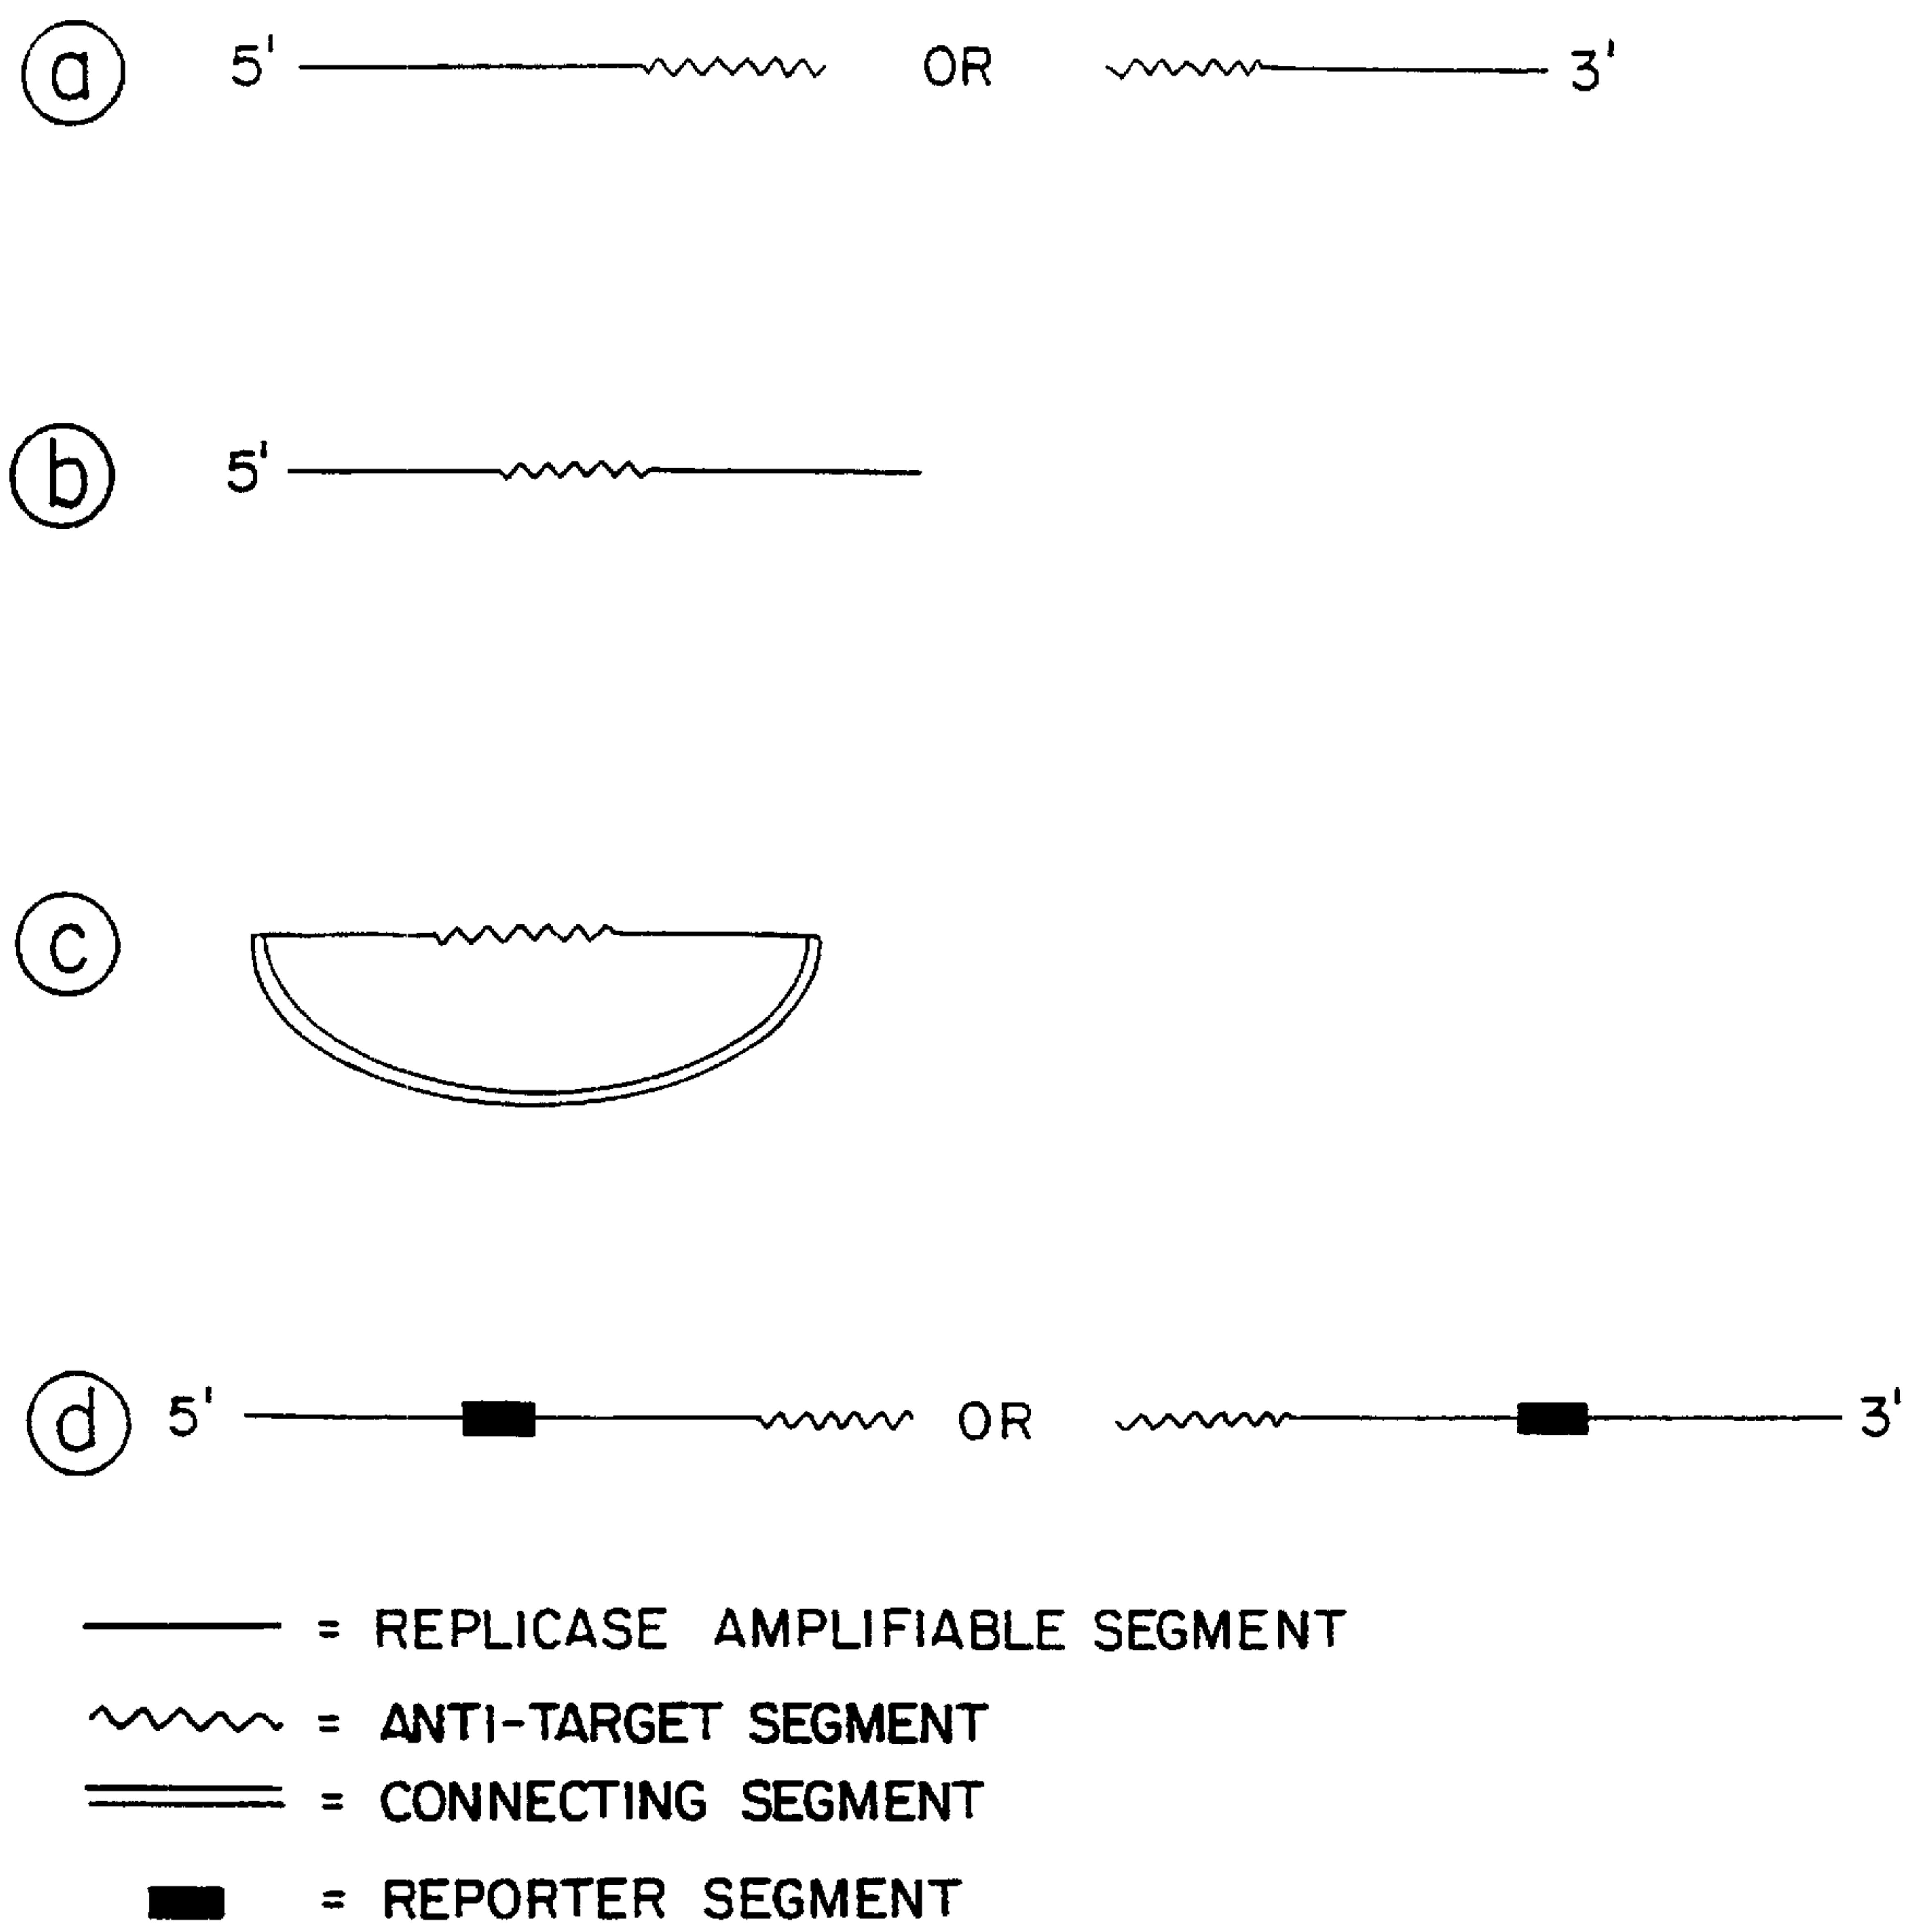 a 5' OR 3'
b 5'
c
d 5' OR 3'
= REPLICASE AMPLIFIABLE SEGMENT
= ANTI-TARGET SEGMENT
= CONNECTING SEGMENT
= REPORTER SEGMENT